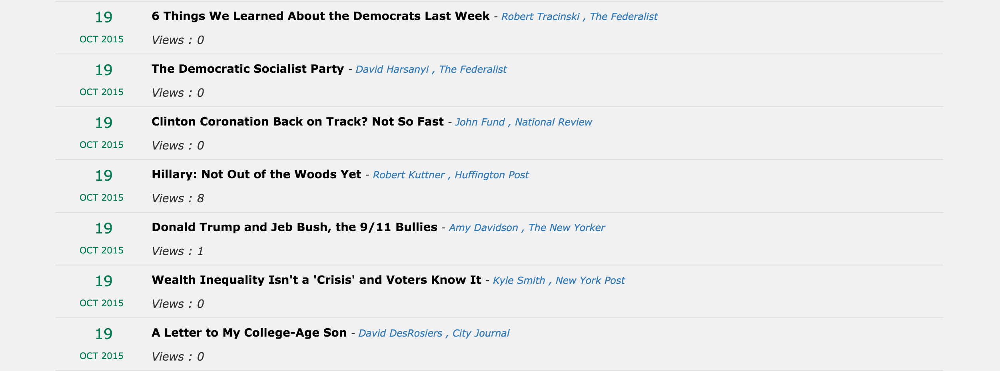 19 6 Things We Learned About the Democrats Last Week - Robert Tracinski , The Federalist
OCT 2015 Views : 0
19 The Democratic Socialist Party - David Harsanyi , The Federalist
OCT 2015 Views : 0
19 Clinton Coronation Back on Track? Not So Fast - John Fund , National Review
OCT 2015 Views : 0
19 Hillary: Not Out of the Woods Yet - Robert Kuttner , Huffington Post
OCT 2015 Views : 8
19 Donald Trump and Jeb Bush, the 9/11 Bullies - Amy Davidson , The New Yorker
OCT 2015 Views : 1
19 Wealth Inequality Isn't a 'Crisis' and Voters Know It - Kyle Smith , New York Post
OCT 2015 Views : 0
19 A Letter to My College-Age Son - David DesRosiers , City Journal
OCT 2015 Views : 0